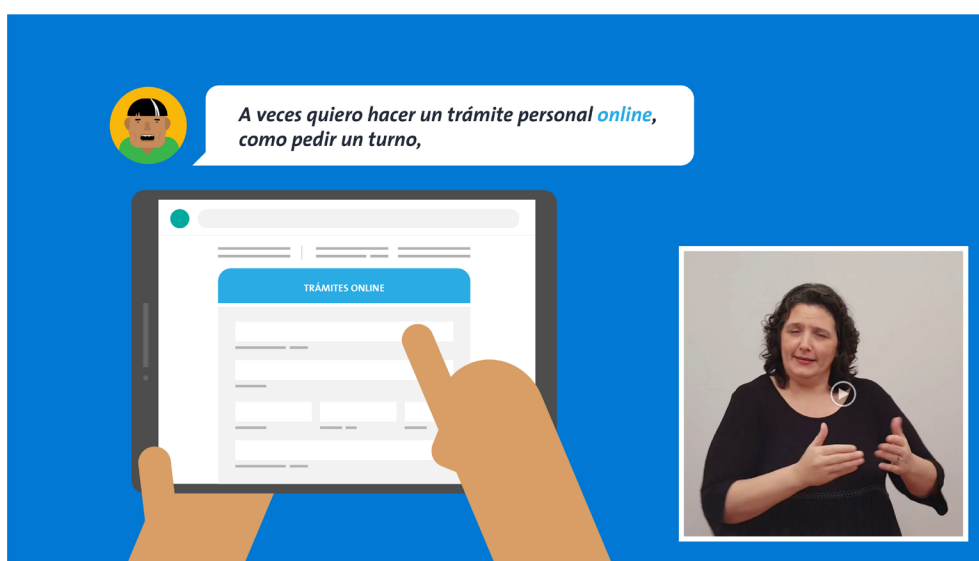 A veces quiero hacer un trámite personal online,
como pedir un turno,
TRÁMITES ONLINE